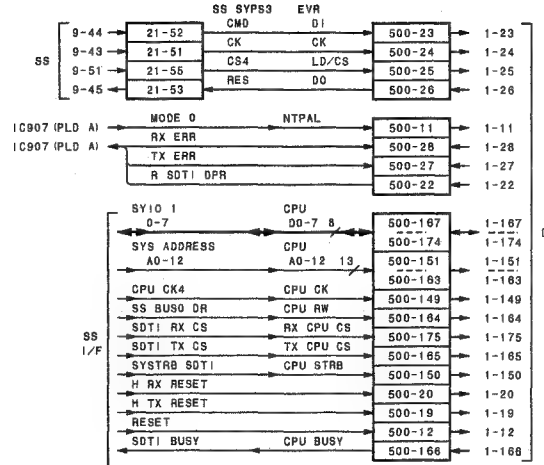 SS SYPS3 EVR
CMD DI
9-44 21-52 500-23 1-23
CK CK
9-43 21-51 500-24 1-24
SS
CS4 LD/CS
9-51 21-55 500-25 1-25
RES DO
9-45 21-53 500-26 1-26
MODE 0 NTPAL
IC907 (PLD A) 500-11 1-11
RX ERR
IC907 (PLD A) 500-28 1-28
TX ERR
500-27 1-27
R SDTI OPR
500-22 1-22
SYIO 1 CPU
0-7 D0-7 8 500-167 1-167
500-174 1-174
SYS ADDRESS CPU
A0-12 A0-12 13 500-151 1-151
500-163 1-163
CPU CK4 CPU CK
500-149 1-149
SS BUS0 DR CPU RW
500-164 1-164
SS
I/F
SDTI RX CS RX CPU CS
500-175 1-175
SDTI TX CS TX CPU CS
500-165 1-165
SYSTRB SDTI CPU STRB
500-150 1-150
H RX RESET
500-20 1-20
H TX RESET
500-19 1-19
RESET
500-12 1-12
SDTI BUSY CPU BUSY
500-166 1-166